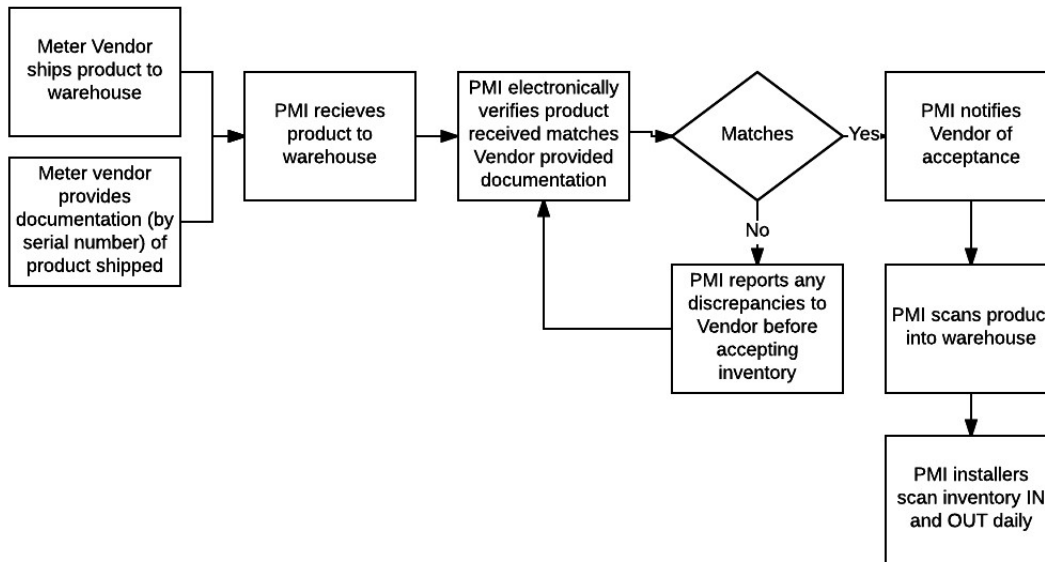 Meter Vendor
ships product to
warehouse
Meter vendor
provides
documentation (by
serial number) of
product shipped
PMI recieves
product to
warehouse
PMI electronically
verifies product
received matches
Vendor provided
documentation
Matches
Yes
No
PMI reports any
discrepancies to
Vendor before
accepting
inventory
PMI notifies
Vendor of
acceptance
PMI scans product
into warehouse
PMI installers
scan inventory IN
and OUT daily